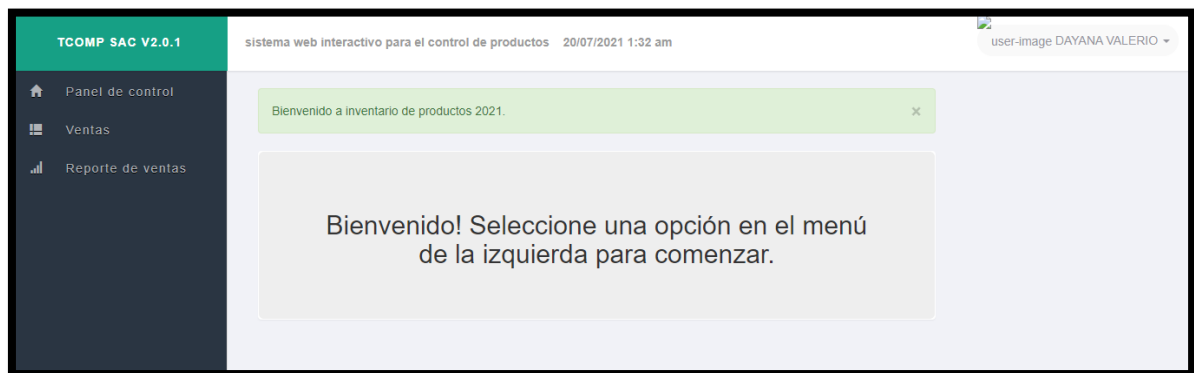 TCOMP SAC V2.0.1
sistema web interactivo para el control de productos 20/07/2021 1:32 am
user-image DAYANA VALERIO
Panel de control
Ventas
Reporte de ventas
Bienvenido a inventario de productos 2021.
×
Bienvenido! Seleccione una opción en el menú
de la izquierda para comenzar.